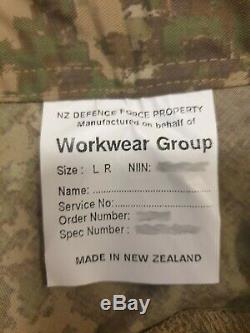 NZ DEFENCE FORCE PROPERTY
Manufactured on behalf of
Workwear Group
Size: L R NIIN:
Name:
Service No:
Order Number:
Spec Number:
MADE IN NEW ZEALAND
ebay